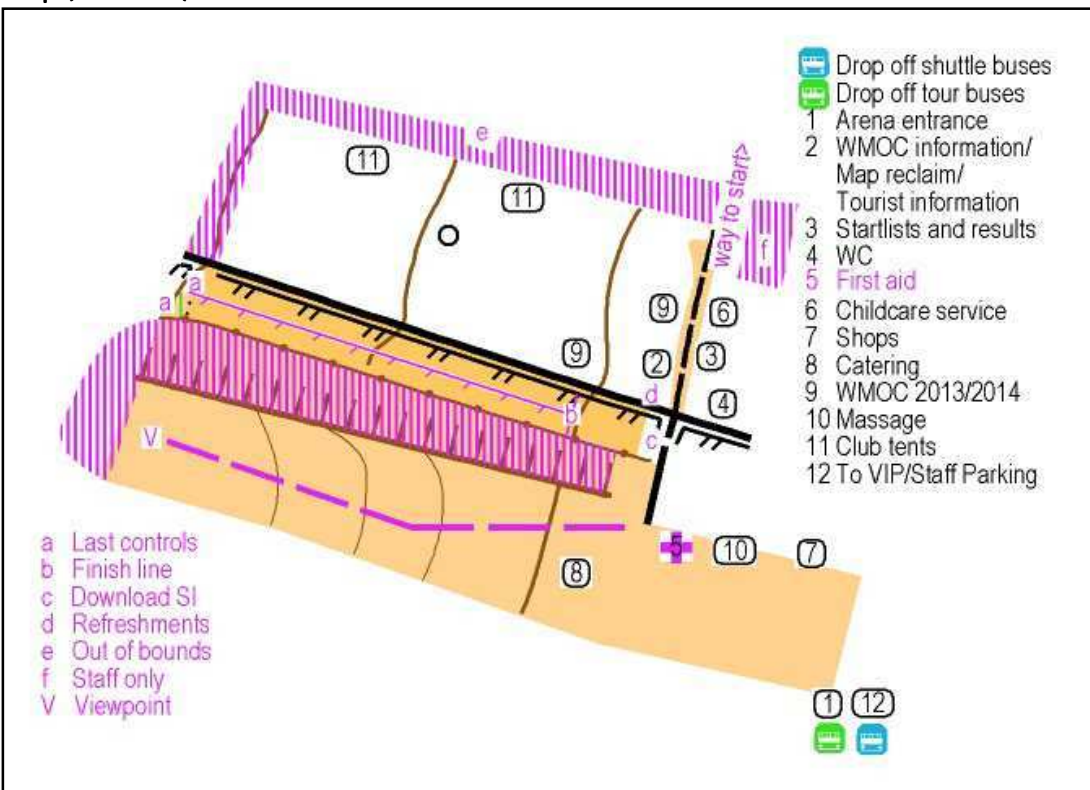 Drop off shuttle buses
Drop off tour buses
1 Arena entrance
2 WMOC information/
Map reclaim/
Tourist information
3 Startlists and results
4 WC
5 First aid
6 Childcare service
7 Shops
8 Catering
9 WMOC 2013/2014
10 Massage
11 Club tents
12 To VIP/Staff Parking
e
11
11
way to start>
f
a
a
9
6
9
2
3
d
4
b
c
V
5
10
7
8
a Last controls
b Finish line
c Download SI
d Refreshments
e Out of bounds
f Staff only
V Viewpoint
1
12